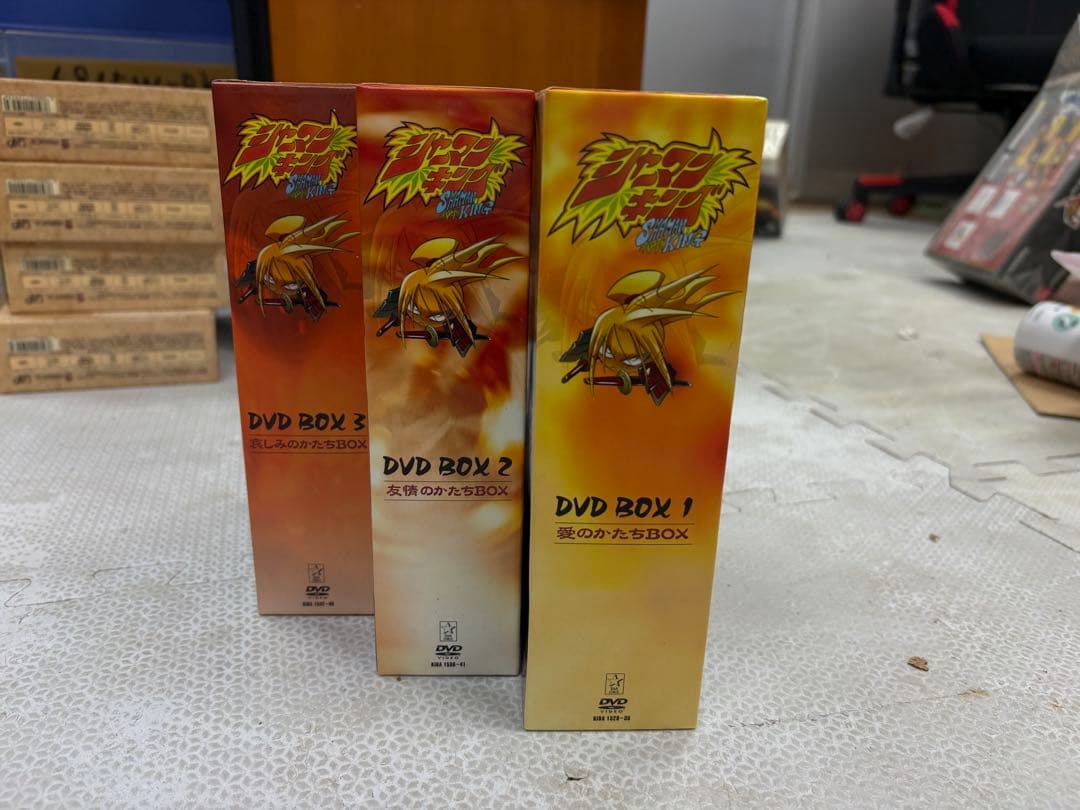 シャーマン
キング
SHAMAN
KING
DVD BOX 3
哀しみのかたちBOX
DVD
VIDEO
シャーマン
キング
SHAMAN
KING
DVD BOX 2
友情のかたちBOX
DVD
VIDEO
シャーマン
キング
SHAMAN
KING
DVD BOX 1
愛のかたちBOX
DVD
VIDEO